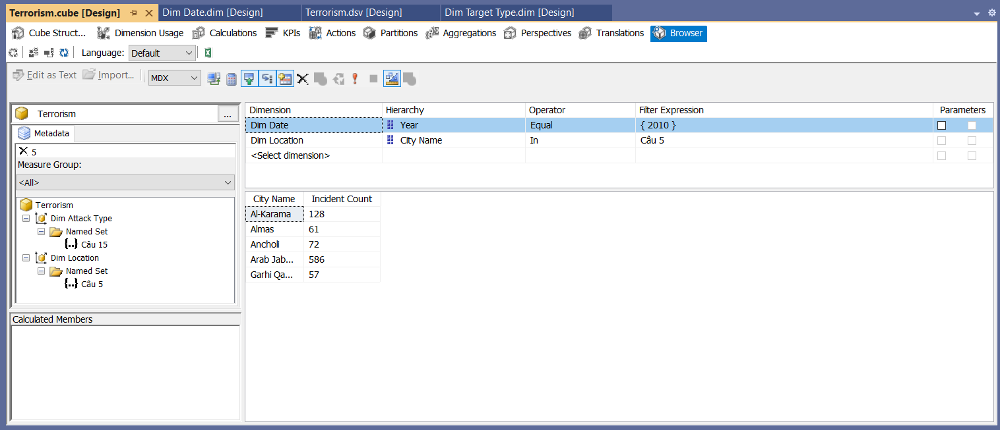 Terrorism.cube [Design] Dim Date.dim [Design] Terrorism.dsv [Design] Dim Target Type.dim [Design]
Cube Struct... Dimension Usage Calculations KPIs Actions Partitions Aggregations Perspectives Translations Browser
Language: Default
Edit as Text Import... MDX
Terrorism ...
Metadata
5
Measure Group:
<All>
Terrorism
Dim Attack Type
Named Set
Câu 15
Dim Location
Named Set
Câu 5
Calculated Members
Dimension Hierarchy Operator Filter Expression Parameters
Dim Date Year Equal { 2010 }
Dim Location City Name In Câu 5
<Select dimension>
City Name Incident Count
Al-Karama 128
Almas 61
Ancholi 72
Arab Jab... 586
Garhi Qa... 57